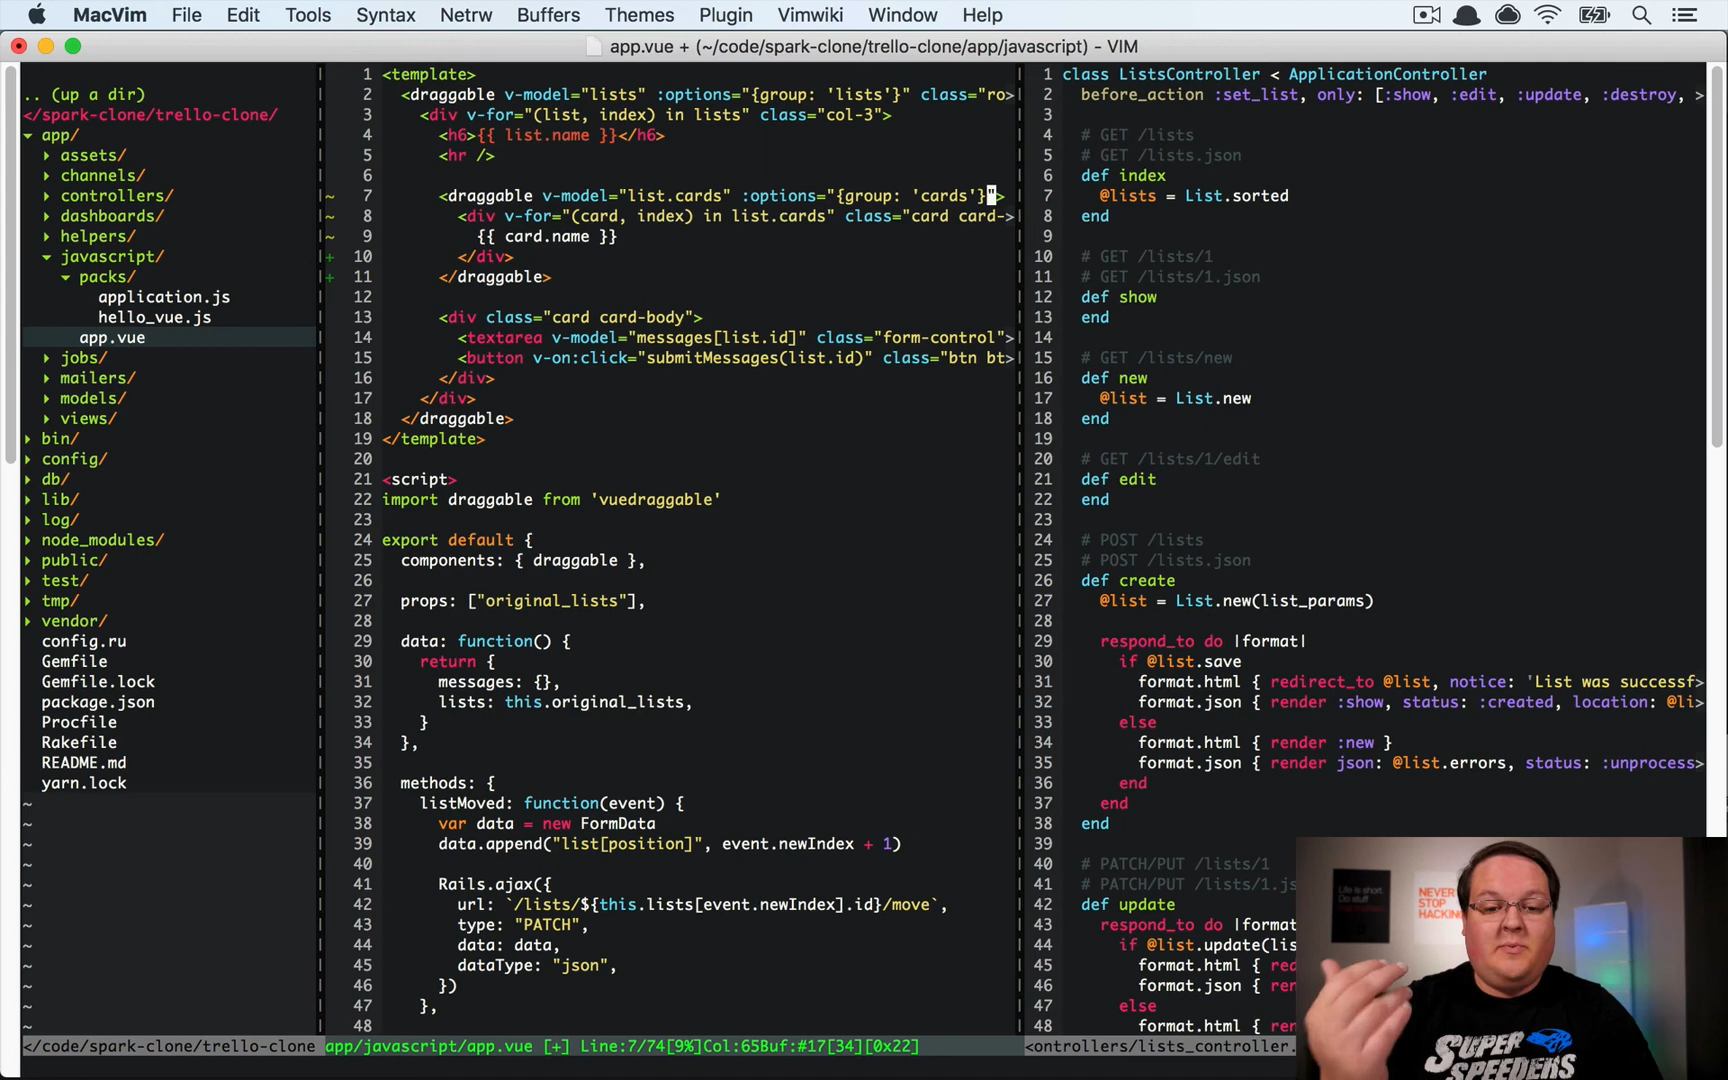 MacVim File Edit Tools Syntax Netrw Buffers Themes Plugin Vimwiki Window Help
app.vue + (~/code/spark-clone/trello-clone/app/javascript) - VIM
.. (up a dir)
</spark-clone/trello-clone/
▾ app/
▸ assets/
▸ channels/
▸ controllers/
▸ dashboards/
▸ helpers/
▾ javascript/
▾ packs/
application.js
hello_vue.js
app.vue
▸ jobs/
▸ mailers/
▸ models/
▸ views/
▸ bin/
▸ config/
▸ db/
▸ lib/
▸ log/
▸ node_modules/
▸ public/
▸ test/
▸ tmp/
▸ vendor/
config.ru
Gemfile
Gemfile.lock
package.json
Procfile
Rakefile
README.md
yarn.lock
~
~
~
~
~
~
~
~
~
~
~
~
</code/spark-clone/trello-clone
1 <template>
2 <draggable v-model="lists" :options="{group: 'lists'}" class="ro>
3 <div v-for="(list, index) in lists" class="col-3">
4 <h6>{{ list.name }}</h6>
5 <hr />
6
~ 7 <draggable v-model="list.cards" :options="{group: 'cards'}">
~ 8 <div v-for="(card, index) in list.cards" class="card card->
~ 9 {{ card.name }}
+ 10 </div>
+ 11 </draggable>
12
13 <div class="card card-body">
14 <textarea v-model="messages[list.id]" class="form-control">
15 <button v-on:click="submitMessages(list.id)" class="btn bt>
16 </div>
17 </div>
18 </draggable>
19 </template>
20
21 <script>
22 import draggable from 'vuedraggable'
23
24 export default {
25 components: { draggable },
26
27 props: ["original_lists"],
28
29 data: function() {
30 return {
31 messages: {},
32 lists: this.original_lists,
33 }
34 },
35
36 methods: {
37 listMoved: function(event) {
38 var data = new FormData
39 data.append("list[position]", event.newIndex + 1)
40
41 Rails.ajax({
42 url: `/lists/${this.lists[event.newIndex].id}/move`,
43 type: "PATCH",
44 data: data,
45 dataType: "json",
46 })
47 },
48
app/javascript/app.vue [+] Line:7/74[9%]Col:65Buf:#17[34][0x22]
1 class ListsController < ApplicationController
2 before_action :set_list, only: [:show, :edit, :update, :destroy, >
3
4 # GET /lists
5 # GET /lists.json
6 def index
7 @lists = List.sorted
8 end
9
10 # GET /lists/1
11 # GET /lists/1.json
12 def show
13 end
14
15 # GET /lists/new
16 def new
17 @list = List.new
18 end
19
20 # GET /lists/1/edit
21 def edit
22 end
23
24 # POST /lists
25 # POST /lists.json
26 def create
27 @list = List.new(list_params)
28
29 respond_to do |format|
30 if @list.save
31 format.html { redirect_to @list, notice: 'List was successf>
32 format.json { render :show, status: :created, location: @li>
33 else
34 format.html { render :new }
35 format.json { render json: @list.errors, status: :unprocess>
36 end
37 end
38 end
39
40 # PATCH/PUT /lists/1
41 # PATCH/PUT /lists/1.js
42 def update
43 respond_to do |format|
44 if @list.update(lis
45 format.html { red
46 format.json { ren
47 else
48 format.html { ren
<ontrollers/lists_controller.
Life is short.
Do stuff
NEVER
STOP
HACKING
SUPER
SPEEDERS